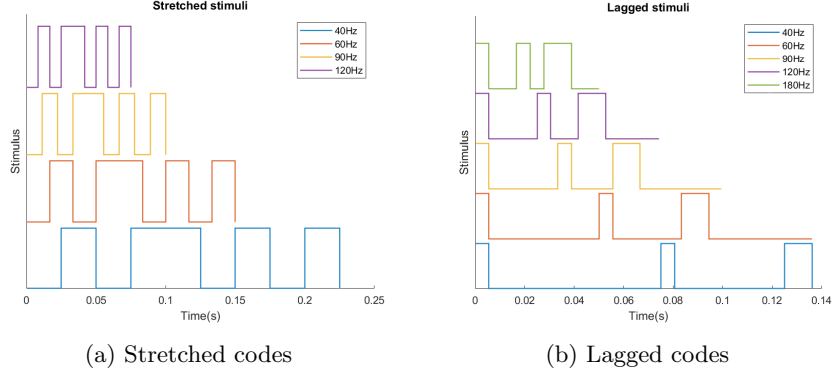 Stretched stimuli
40Hz
60Hz
90Hz
120Hz
Stimulus
0
0.05
0.1
0.15
0.2
0.25
Time(s)
(a) Stretched codes
Lagged stimuli
40Hz
60Hz
90Hz
120Hz
180Hz
Stimulus
0
0.02
0.04
0.06
0.08
0.1
0.12
0.14
Time(s)
(b) Lagged codes